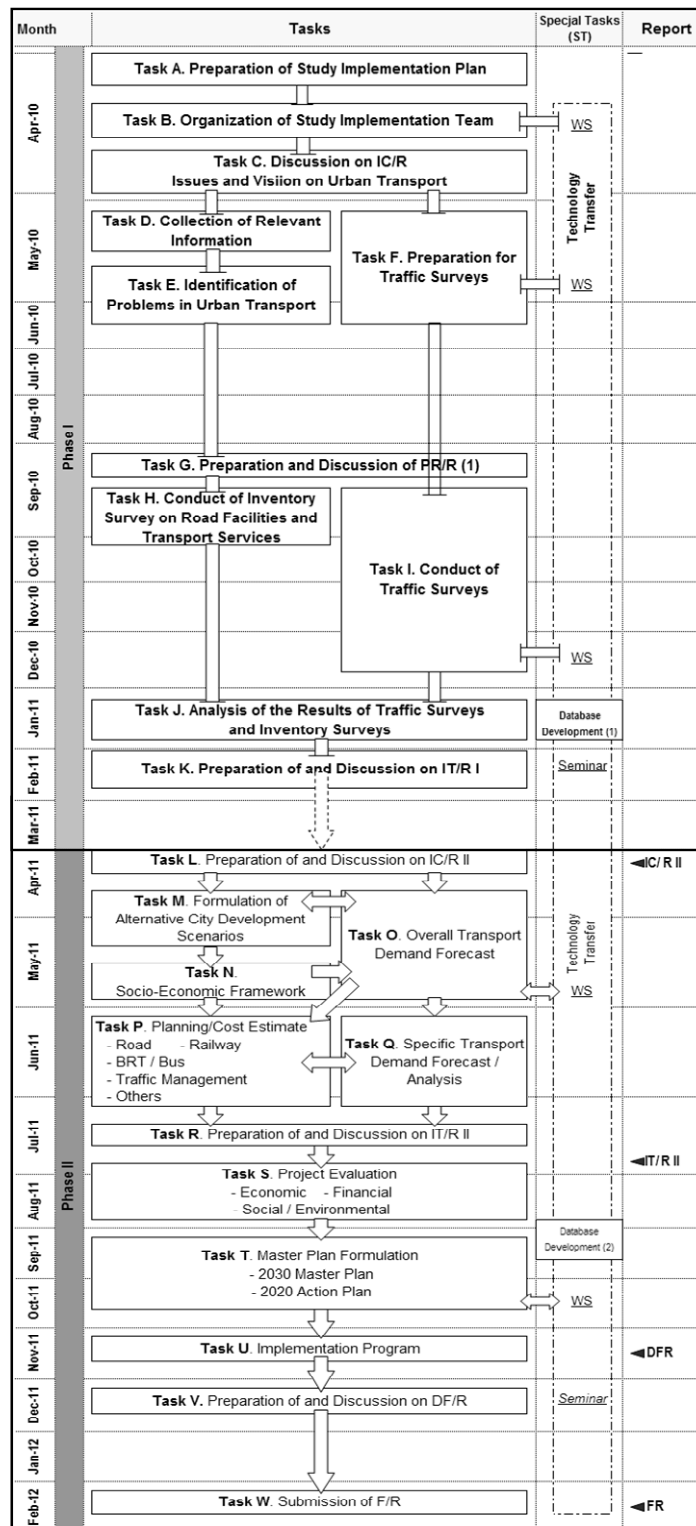 Month
Tasks
Specjal Tasks
(ST)
Report
Phase I
Apr-10
Task A. Preparation of Study Implementation Plan
Task B. Organization of Study Implementation Team
WS
Task C. Discussion on IC/R
Issues and Visiion on Urban Transport
Technology
Transfer
May-10
Task D. Collection of Relevant
Information
Task E. Identification of
Problems in Urban Transport
Task F. Preparation for
Traffic Surveys
WS
Jun-10
Jul-10
Aug-10
Sep-10
Task G. Preparation and Discussion of PR/R (1)
Task H. Conduct of Inventory
Survey on Road Facilities and
Transport Services
Oct-10
Task I. Conduct of
Traffic Surveys
Nov-10
Dec-10
WS
Jan-11
Task J. Analysis of the Results of Traffic Surveys
and Inventory Surveys
Database
Development (1)
Feb-11
Task K. Preparation of and Discussion on IT/R I
Seminar
Mar-11
Phase II
Apr-11
Task L. Preparation of and Discussion on IC/R II
IC/ R II
Task M. Formulation of
Alternative City Development
Scenarios
Task O. Overall Transport
Demand Forecast
Technology
Transfer
May-11
Task N.
Socio-Economic Framework
WS
Jun-11
Task P. Planning/Cost Estimate
- Road - Railway
- BRT / Bus
- Traffic Management
- Others
Task Q. Specific Transport
Demand Forecast /
Analysis
Jul-11
Task R. Preparation of and Discussion on IT/R II
IT/ R II
Aug-11
Task S. Project Evaluation
- Economic - Financial
- Social / Environmental
Sep-11
Database
Development (2)
Task T. Master Plan Formulation
- 2030 Master Plan
- 2020 Action Plan
Oct-11
WS
Nov-11
Task U. Implementation Program
DFR
Dec-11
Task V. Preparation of and Discussion on DF/R
Seminar
Jan-12
Feb-12
Task W. Submission of F/R
FR